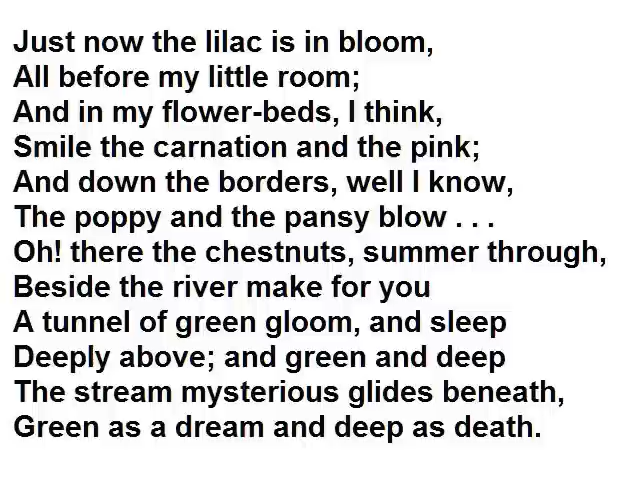 Just now the lilac is in bloom,
All before my little room;
And in my flower-beds, I think,
Smile the carnation and the pink;
And down the borders, well I know,
The poppy and the pansy blow . . .
Oh! there the chestnuts, summer through,
Beside the river make for you
A tunnel of green gloom, and sleep
Deeply above; and green and deep
The stream mysterious glides beneath,
Green as a dream and deep as death.